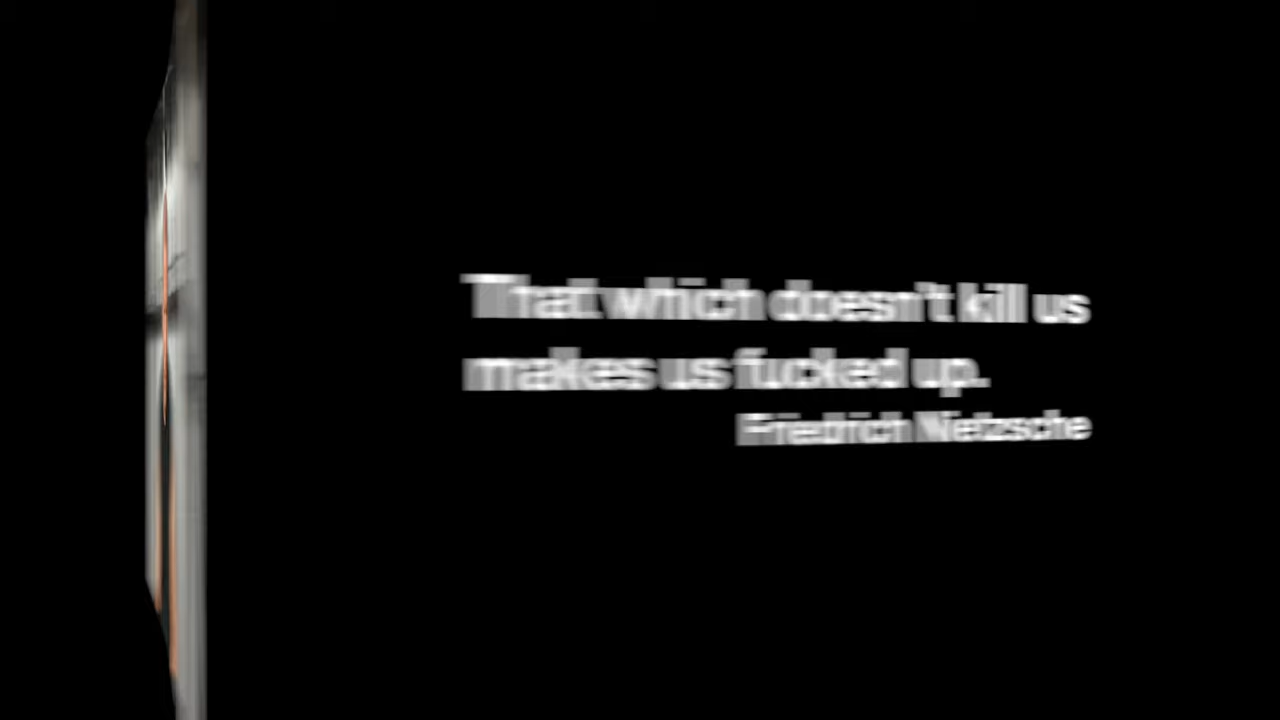 That which doesn't kill us
makes us fucked up.
Friedrich Nietzsche